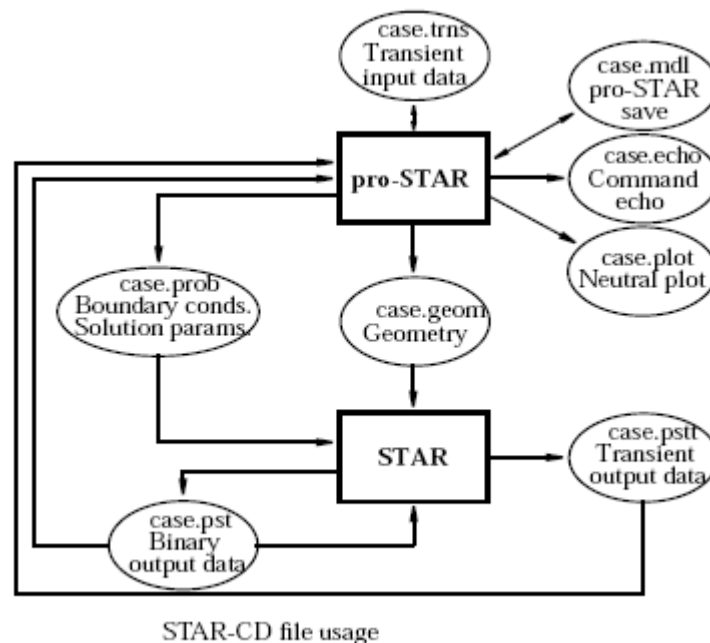 case.trns
Transient
input data
case.mdl
pro-STAR
save
pro-STAR
case.echo
Command
echo
case.plot
Neutral plot
case.prob
Boundary conds.
Solution params.
case.geom
Geometry
STAR
case.pstt
Transient
output data
case.pst
Binary
output data
STAR-CD file usage